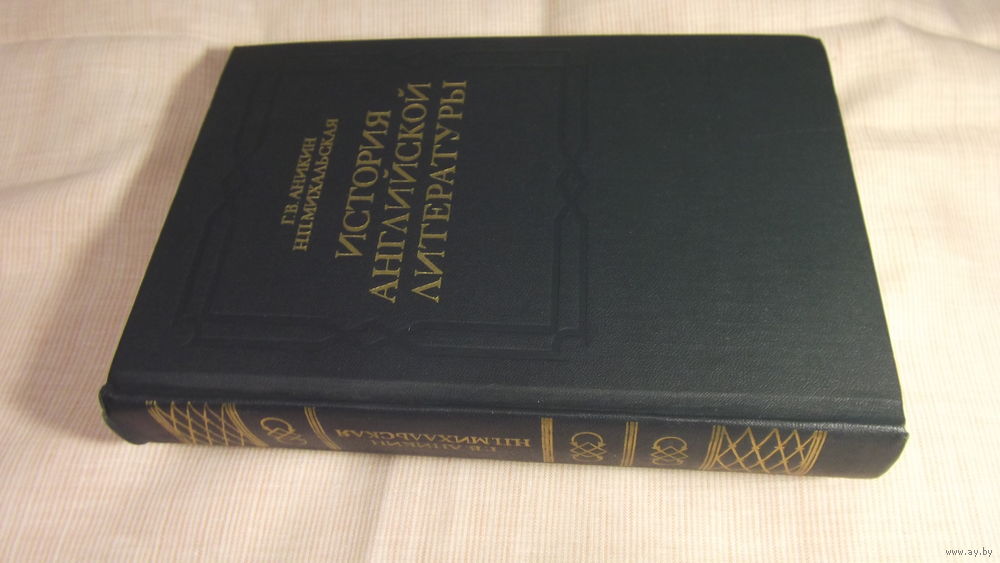 Г.В. АНИКИН
Н.П. МИХАЛЬСКАЯ
ИСТОРИЯ
АНГЛИЙСКОЙ
ЛИТЕРАТУРЫ
Г.В. АНИКИН
Н.П. МИХАЛЬСКАЯ
www.ay.by